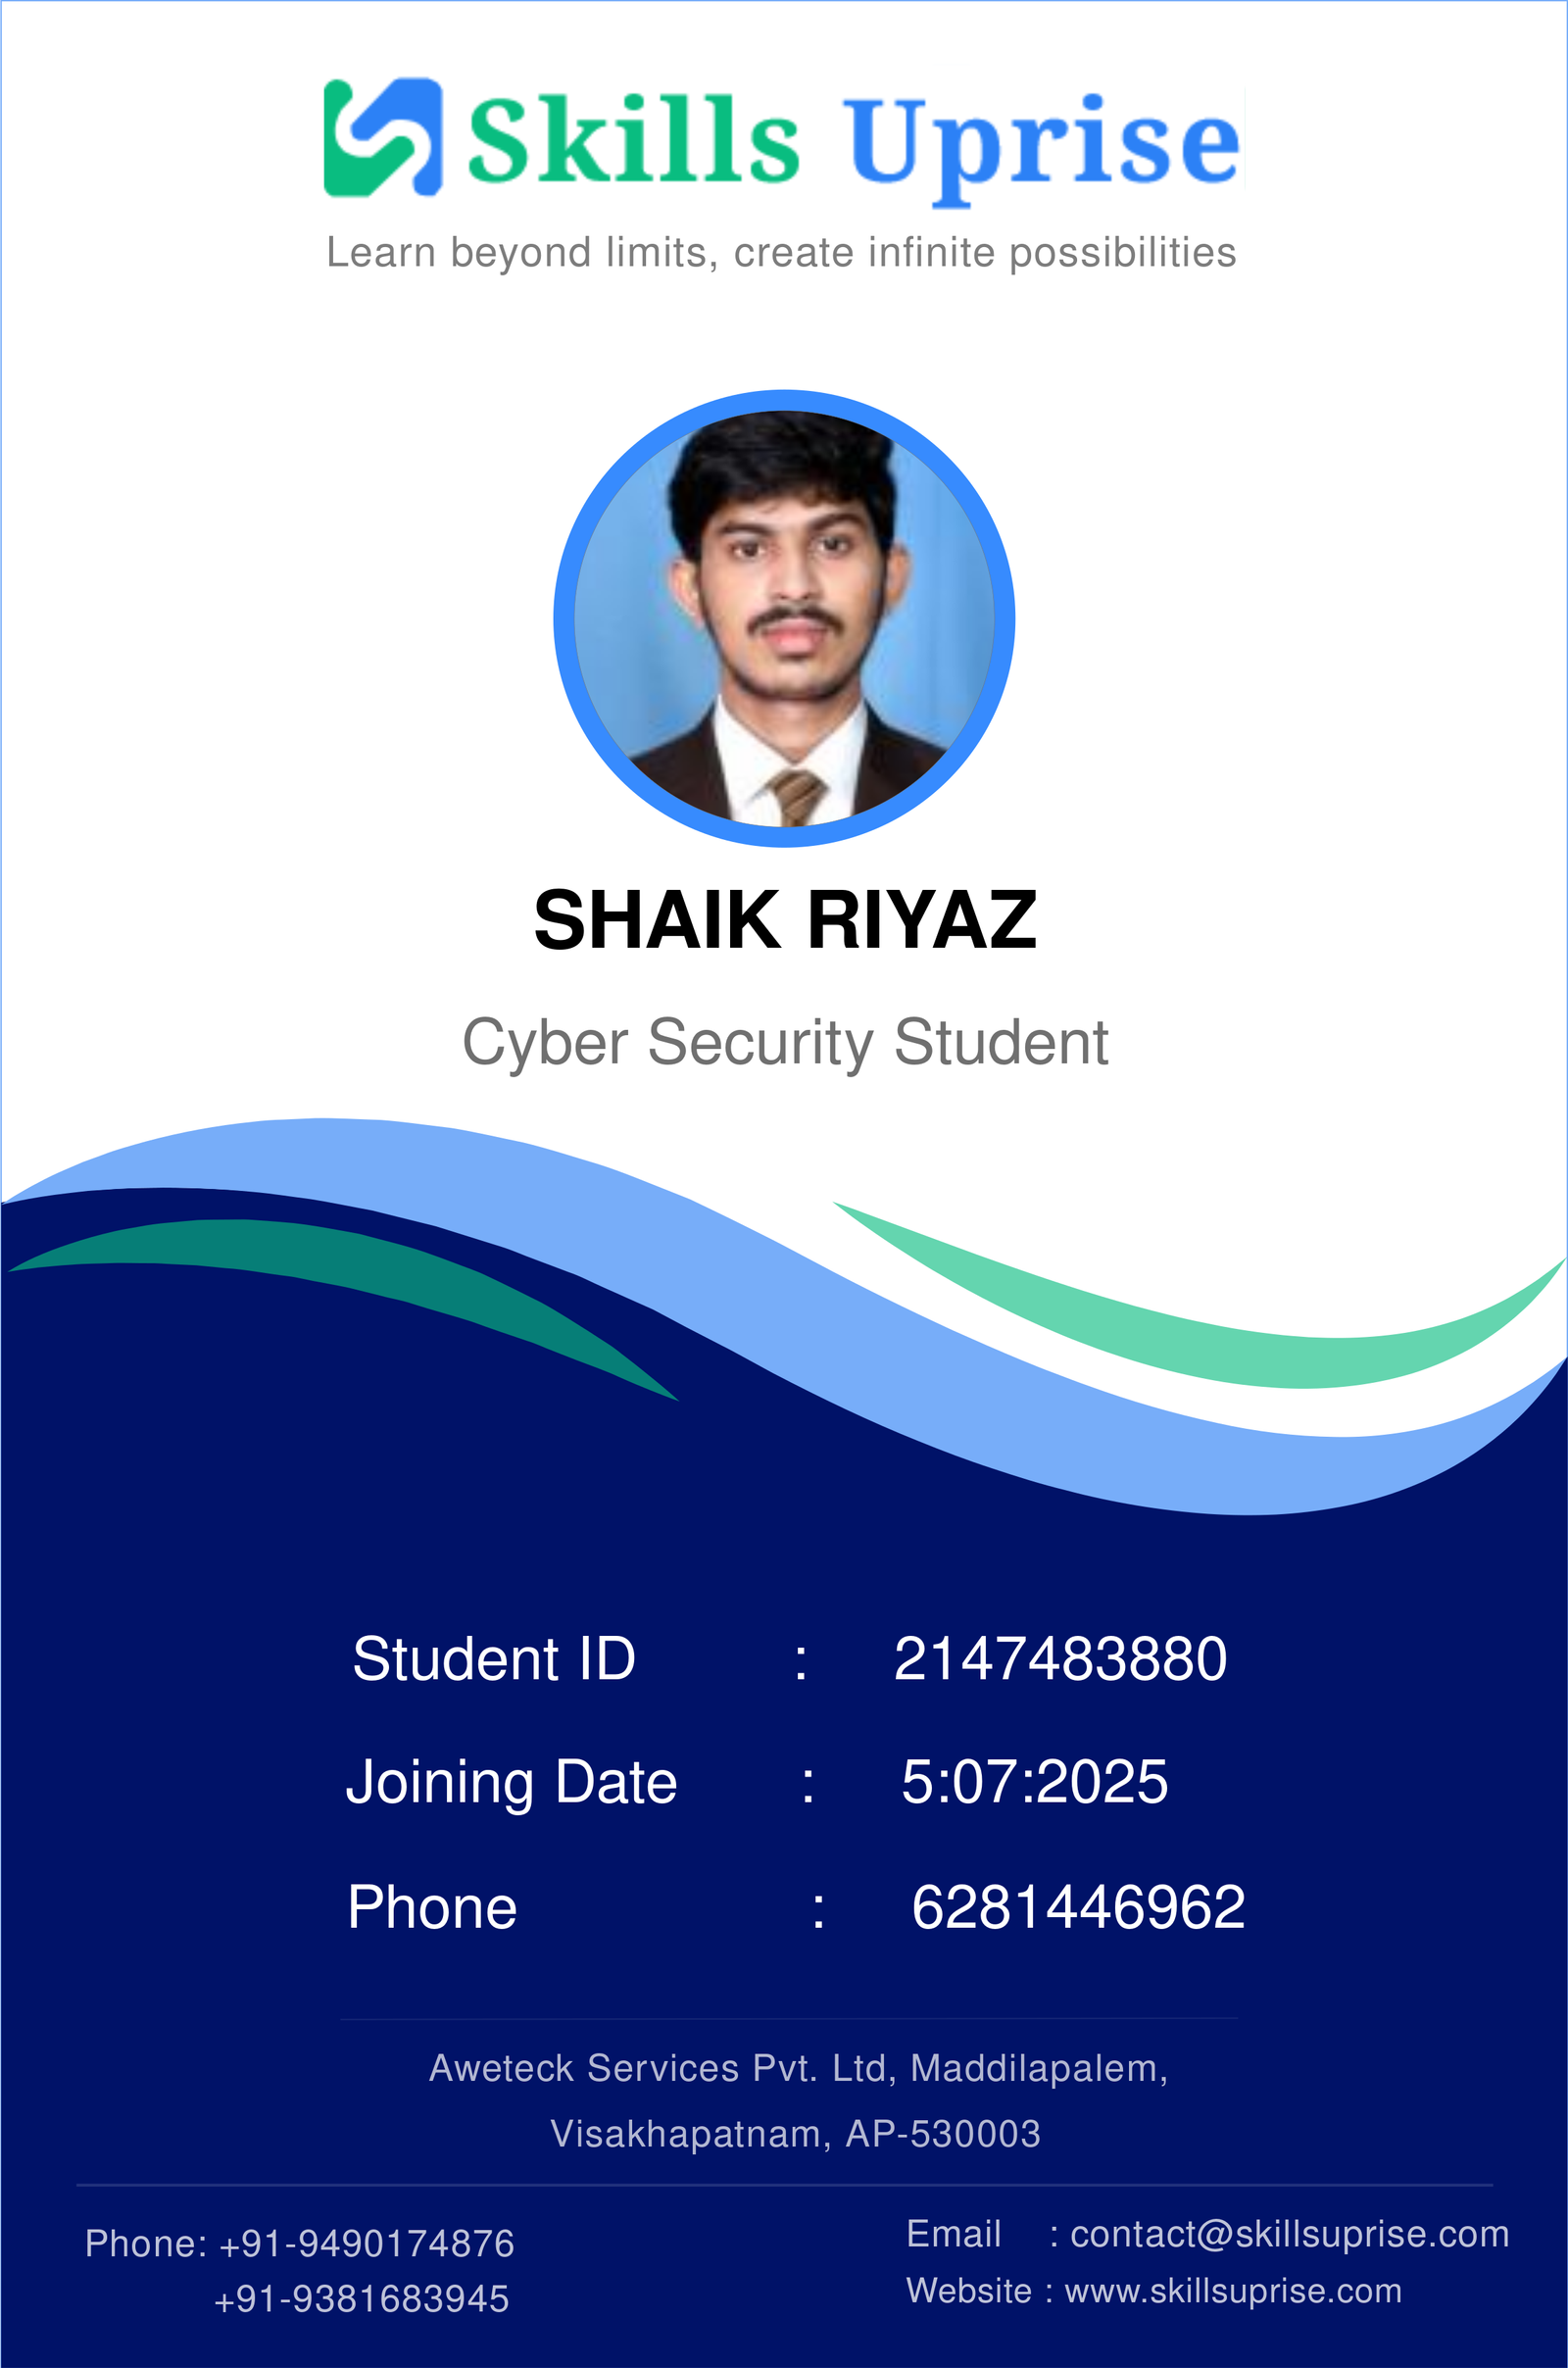 Skills Uprise
Learn beyond limits, create infinite possibilities
SHAIK RIYAZ
Cyber Security Student
Student ID : 2147483880
Joining Date : 5:07:2025
Phone : 6281446962
Aweteck Services Pvt. Ltd, Maddilapalem,
Visakhapatnam, AP-530003
Phone: +91-9490174876
+91-9381683945
Email : contact@skillsuprise.com
Website : www.skillsuprise.com